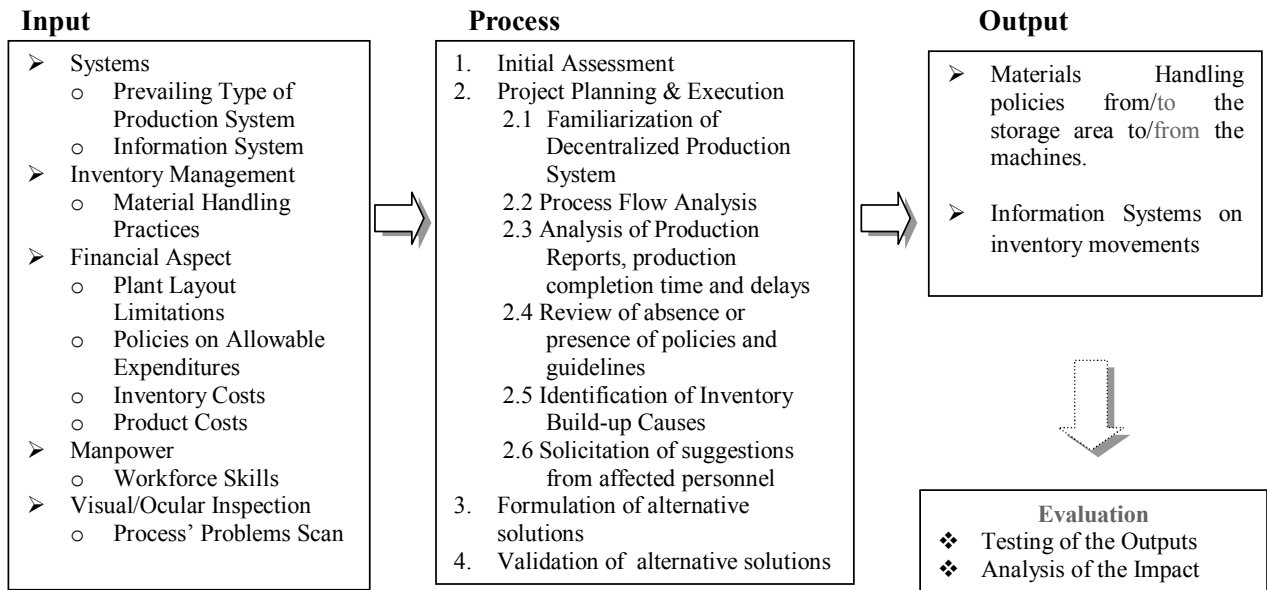 Input
➢ Systems
o Prevailing Type of
Production System
o Information System
➢ Inventory Management
o Material Handling
Practices
➢ Financial Aspect
o Plant Layout
Limitations
o Policies on Allowable
Expenditures
o Inventory Costs
o Product Costs
➢ Manpower
o Workforce Skills
➢ Visual/Ocular Inspection
o Process’ Problems Scan
Process
1. Initial Assessment
2. Project Planning & Execution
2.1 Familiarization of
Decentralized Production
System
2.2 Process Flow Analysis
2.3 Analysis of Production
Reports, production
completion time and delays
2.4 Review of absence or
presence of policies and
guidelines
2.5 Identification of Inventory
Build-up Causes
2.6 Solicitation of suggestions
from affected personnel
3. Formulation of alternative
solutions
4. Validation of alternative solutions
Output
➢ Materials Handling
policies from/to the
storage area to/from the
machines.
➢ Information Systems on
inventory movements
Evaluation
❖ Testing of the Outputs
❖ Analysis of the Impact